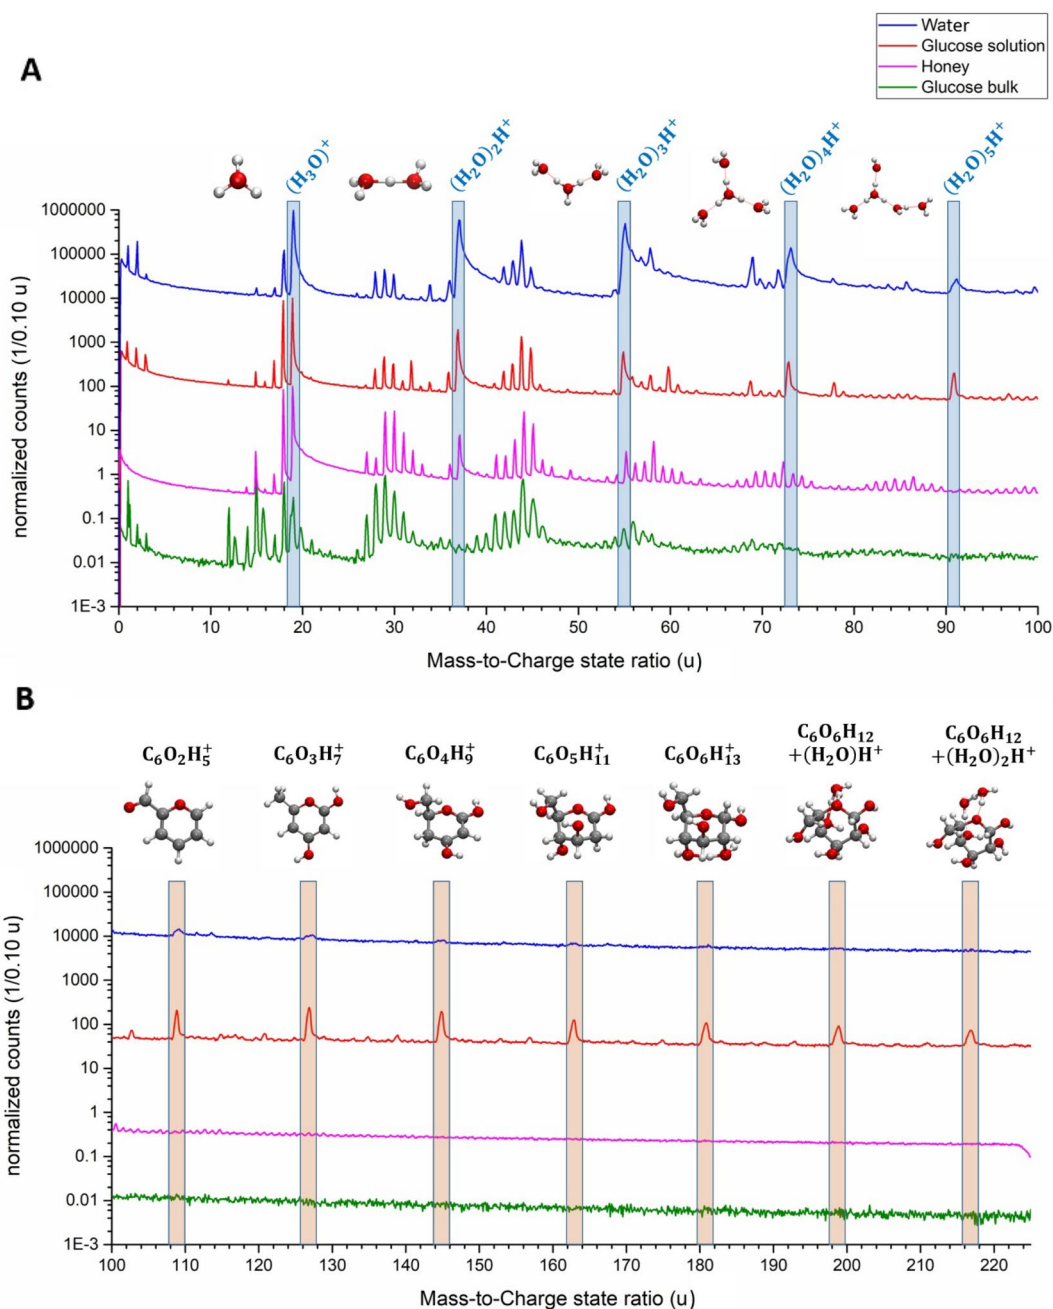 Water
Glucose solution
Honey
Glucose bulk
A
(H₃O)⁺
(H₂O)₂H⁺
(H₂O)₃H⁺
(H₂O)₄H⁺
(H₂O)₅H⁺
normalized counts (1/0.10 u)
1000000
100000
10000
1000
100
10
1
0.1
0.01
1E-3
0 10 20 30 40 50 60 70 80 90 100
Mass-to-Charge state ratio (u)
B
C₆O₂H₅⁺
C₆O₃H₇⁺
C₆O₄H₉⁺
C₆O₅H₁₁⁺
C₆O₆H₁₃⁺
C₆O₆H₁₂
+(H₂O)H⁺
C₆O₆H₁₂
+(H₂O)₂H⁺
normalized counts (1/0.10 u)
1000000
100000
10000
1000
100
10
1
0.1
0.01
1E-3
100 110 120 130 140 150 160 170 180 190 200 210 220
Mass-to-Charge state ratio (u)